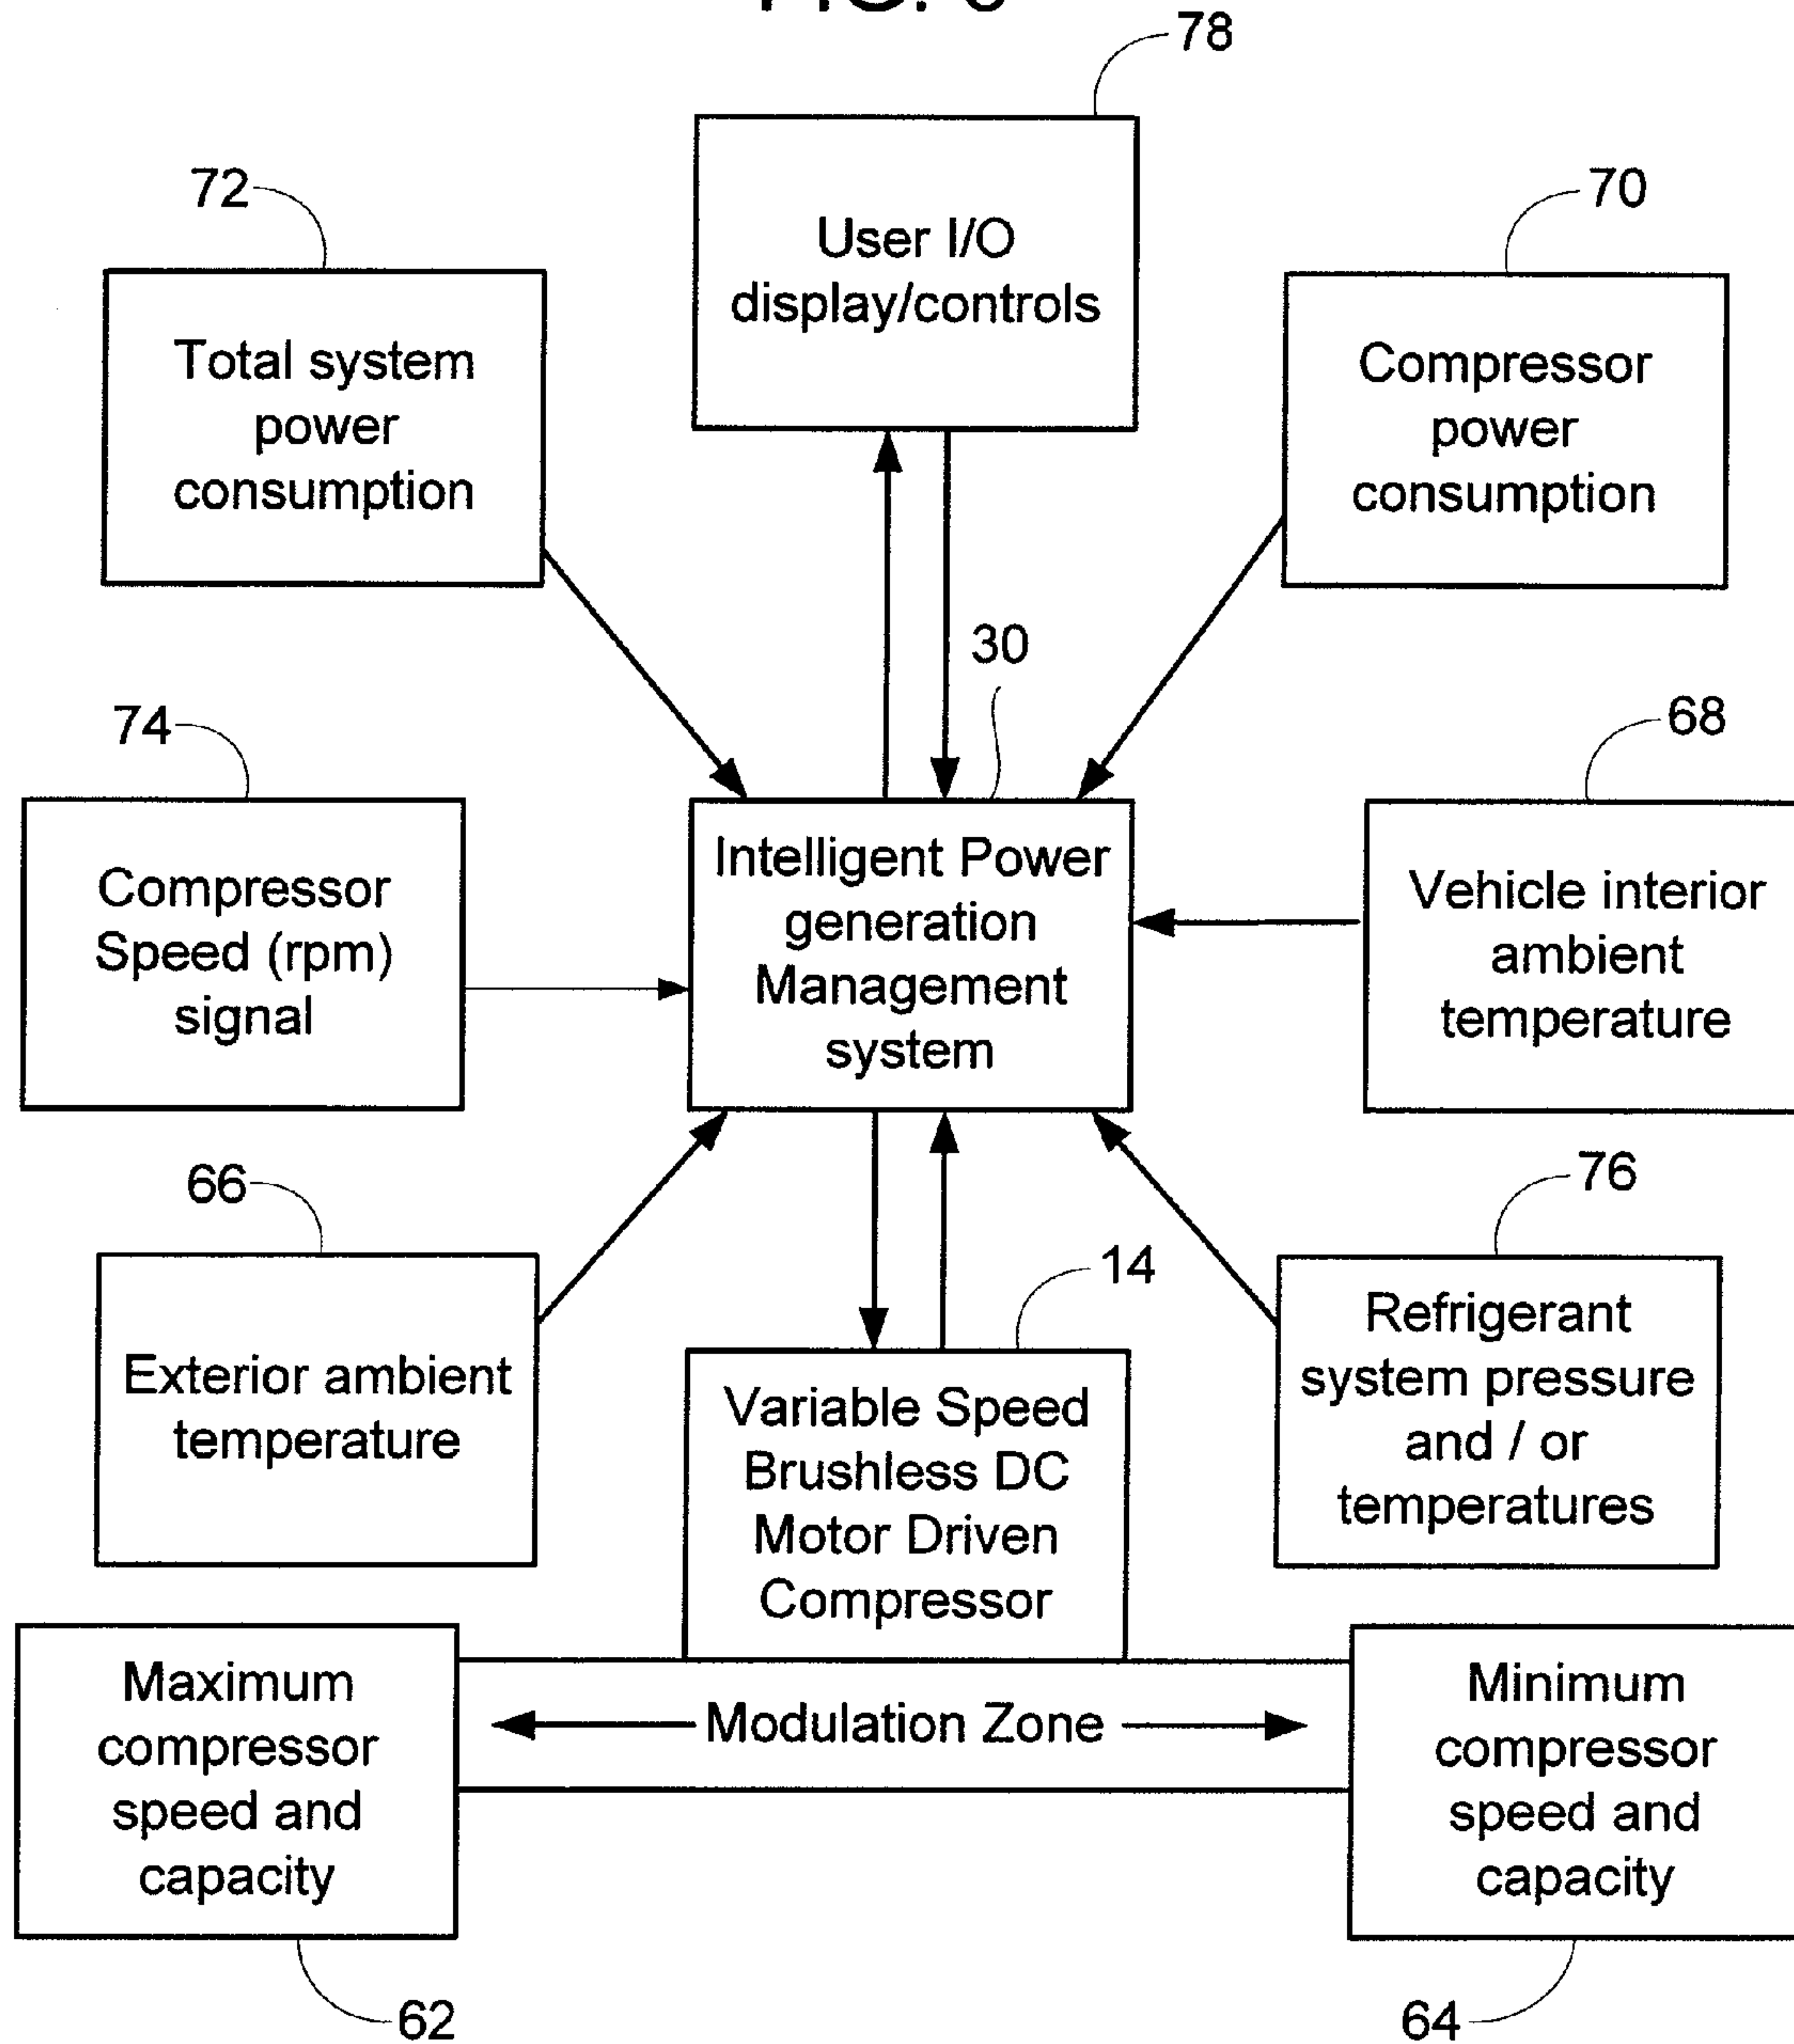 78
72
70
User I/O
display/controls
Total system
power
consumption
Compressor
power
consumption
30
74
68
Compressor
Speed (rpm)
signal
Intelligent Power
generation
Management
system
Vehicle interior
ambient
temperature
66
76
14
Exterior ambient
temperature
Variable Speed
Brushless DC
Motor Driven
Compressor
Refrigerant
system pressure
and / or
temperatures
Maximum
compressor
speed and
capacity
Modulation Zone
Minimum
compressor
speed and
capacity
62
64